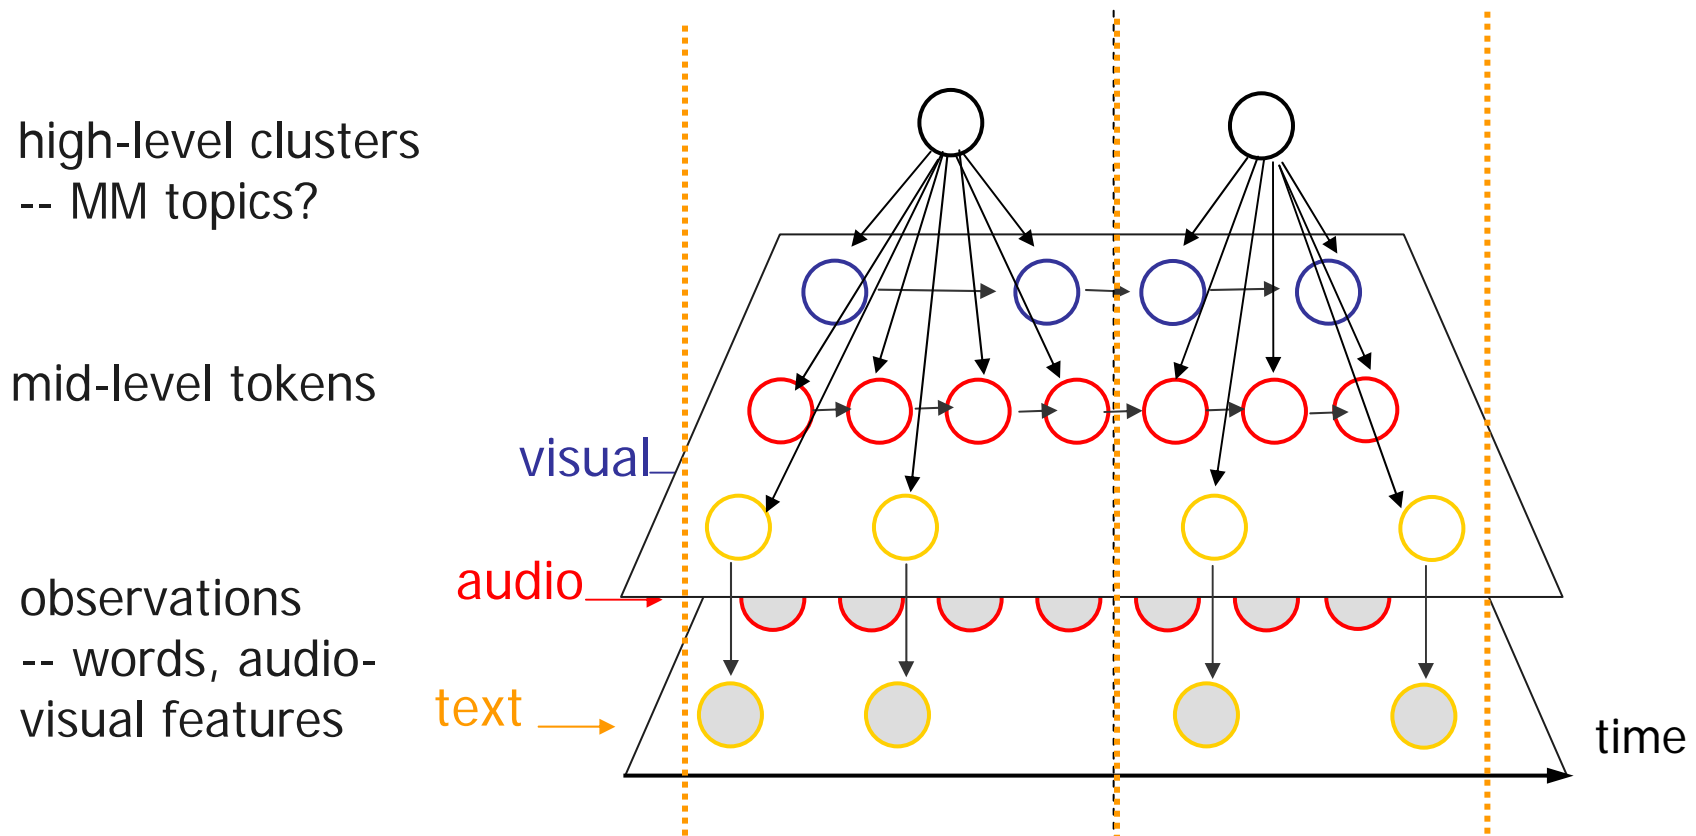 high-level clusters
-- MM topics?
mid-level tokens
visual
audio
observations
-- words, audio-
visual features
text
time